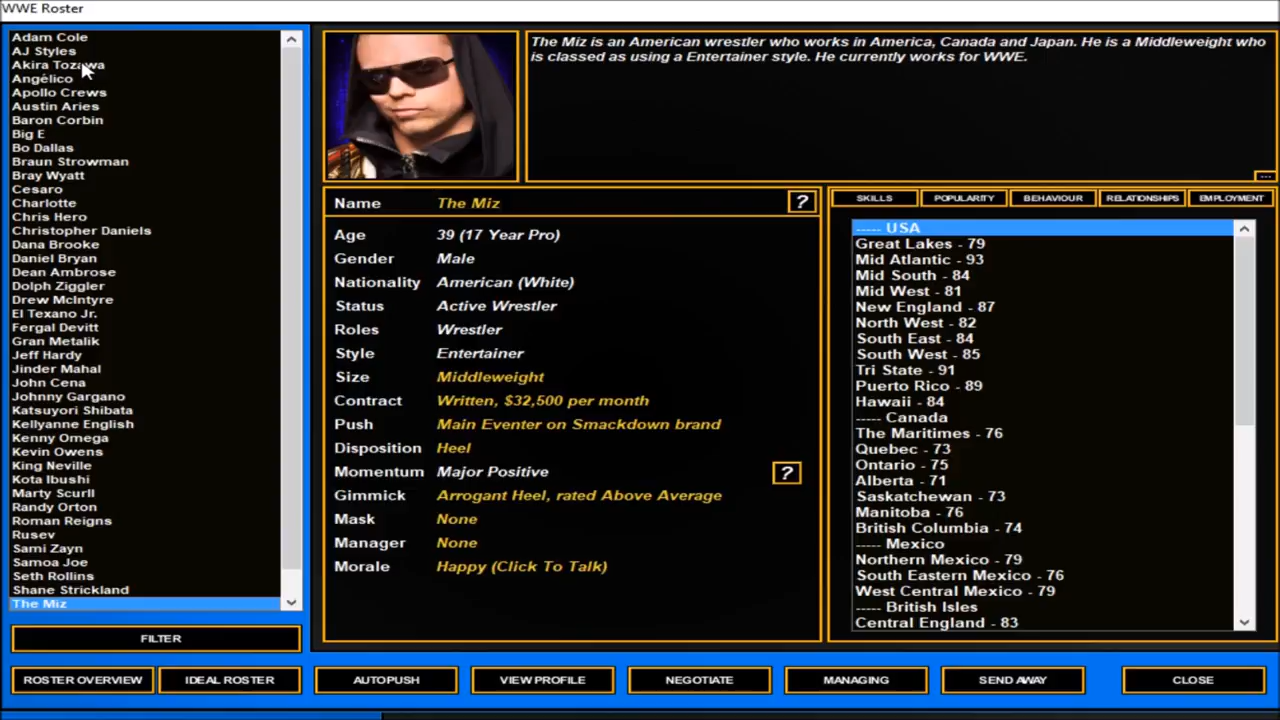 WWE Roster
Adam Cole
AJ Styles
Akira Tozawa
Angélico
Apollo Crews
Austin Aries
Baron Corbin
Big E
Bo Dallas
Braun Strowman
Bray Wyatt
Cesaro
Charlotte
Chris Hero
Christopher Daniels
Dana Brooke
Daniel Bryan
Dean Ambrose
Dolph Ziggler
Drew McIntyre
El Texano Jr.
Fergal Devitt
Gran Metalik
Jeff Hardy
Jinder Mahal
John Cena
Johnny Gargano
Katsuyori Shibata
Kellyanne English
Kenny Omega
Kevin Owens
King Neville
Kota Ibushi
Marty Scurll
Randy Orton
Roman Reigns
Rusev
Sami Zayn
Samoa Joe
Seth Rollins
Shane Strickland
The Miz
FILTER
ROSTER OVERVIEW
IDEAL ROSTER
The Miz is an American wrestler who works in America, Canada and Japan. He is a Middleweight who
is classed as using a Entertainer style. He currently works for WWE.
...
Name The Miz ?
Age 39 (17 Year Pro)
Gender Male
Nationality American (White)
Status Active Wrestler
Roles Wrestler
Style Entertainer
Size Middleweight
Contract Written, $32,500 per month
Push Main Eventer on Smackdown brand
Disposition Heel
Momentum Major Positive ?
Gimmick Arrogant Heel, rated Above Average
Mask None
Manager None
Morale Happy (Click To Talk)
SKILLS POPULARITY BEHAVIOUR RELATIONSHIPS EMPLOYMENT
----- USA
Great Lakes - 79
Mid Atlantic - 93
Mid South - 84
Mid West - 81
New England - 87
North West - 82
South East - 84
South West - 85
Tri State - 91
Puerto Rico - 89
Hawaii - 84
----- Canada
The Maritimes - 76
Quebec - 73
Ontario - 75
Alberta - 71
Saskatchewan - 73
Manitoba - 76
British Columbia - 74
----- Mexico
Northern Mexico - 79
South Eastern Mexico - 76
West Central Mexico - 79
----- British Isles
Central England - 83
AUTOPUSH VIEW PROFILE NEGOTIATE MANAGING SEND AWAY CLOSE